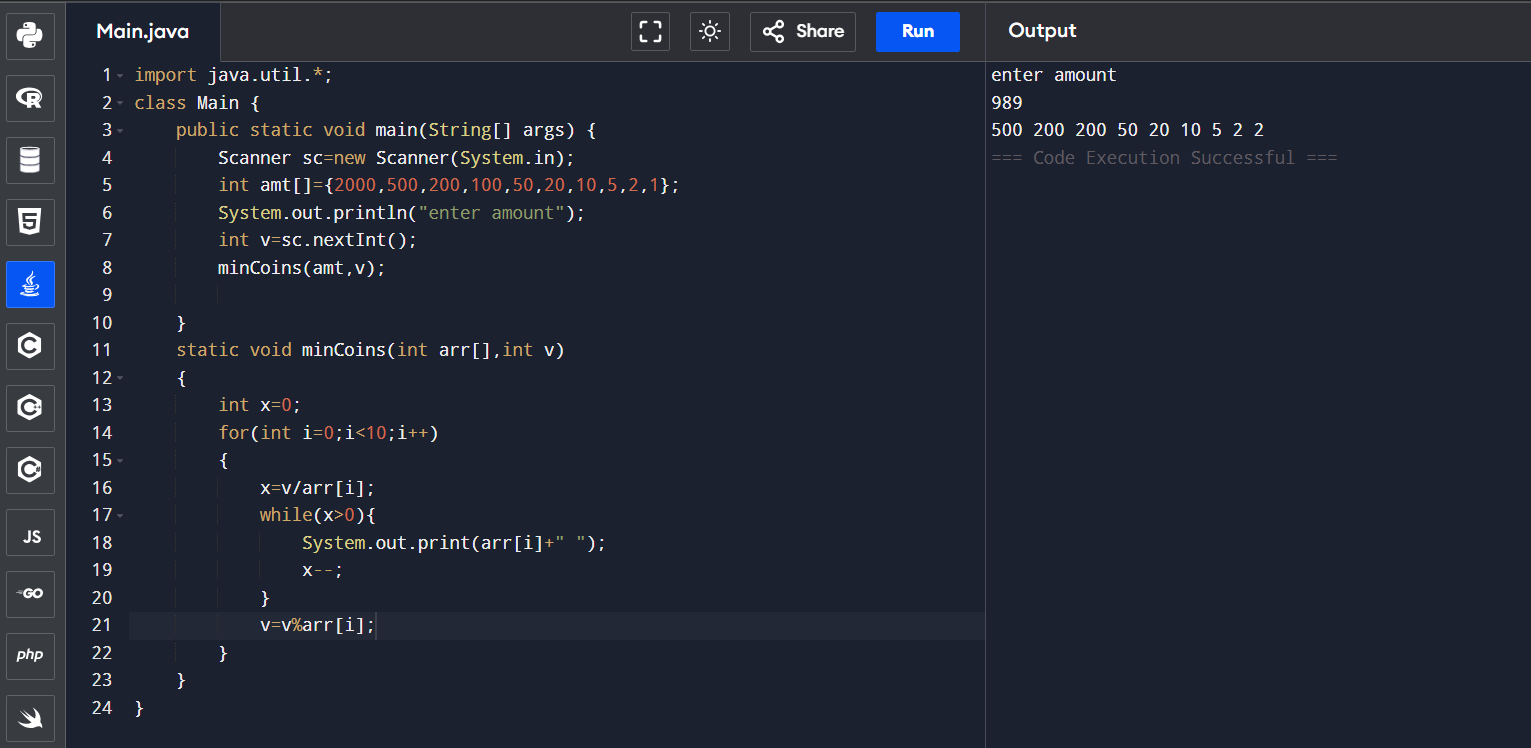 Main.java
Share
Run
Output
1 import java.util.*;
2 class Main {
3     public static void main(String[] args) {
4         Scanner sc=new Scanner(System.in);
5         int amt[]={2000,500,200,100,50,20,10,5,2,1};
6         System.out.println("enter amount");
7         int v=sc.nextInt();
8         minCoins(amt,v);
9
10     }
11     static void minCoins(int arr[],int v)
12     {
13         int x=0;
14         for(int i=0;i<10;i++)
15         {
16             x=v/arr[i];
17             while(x>0){
18                 System.out.print(arr[i]+" ");
19                 x--;
20             }
21             v=v%arr[i];
22         }
23     }
24 }
enter amount
989
500 200 200 50 20 10 5 2 2
=== Code Execution Successful ===
R
5
C
C++
C#
JS
GO
php